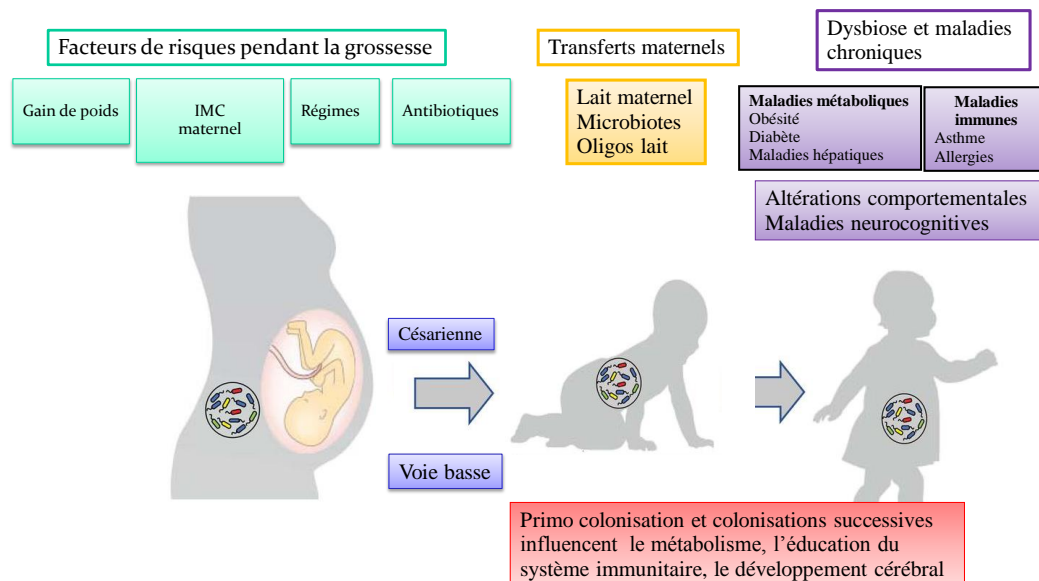 Facteurs de risques pendant la grossesse
Gain de poids
IMC
maternel
Régimes
Antibiotiques
Transferts maternels
Lait maternel
Microbiotes
Oligos lait
Dysbiose et maladies
chroniques
Maladies métaboliques
Obésité
Diabète
Maladies hépatiques
Maladies
immunes
Asthme
Allergies
Altérations comportementales
Maladies neurocognitives
Césarienne
Voie basse
Primo colonisation et colonisations successives
influencent le métabolisme, l’éducation du
système immunitaire, le développement cérébral